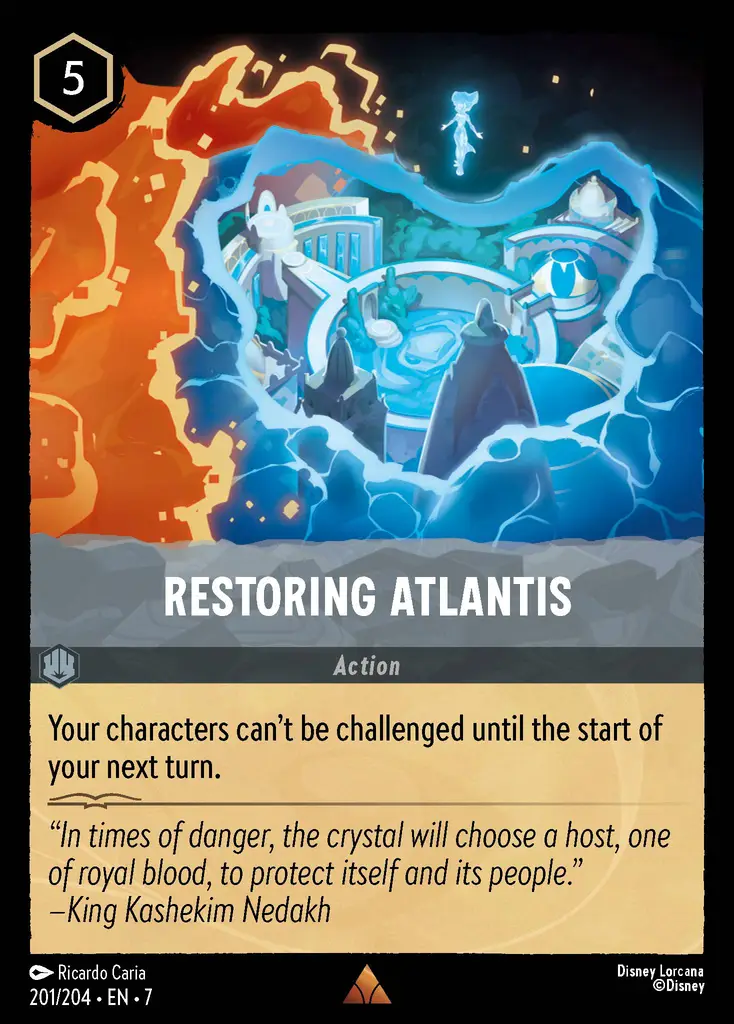 5
RESTORING ATLANTIS
Action
Your characters can’t be challenged until the start of
your next turn.
“In times of danger, the crystal will choose a host, one
of royal blood, to protect itself and its people.”
–King Kashekim Nedakh
Ricardo Caria
Disney Lorcana
201/204 • EN • 7
©Disney